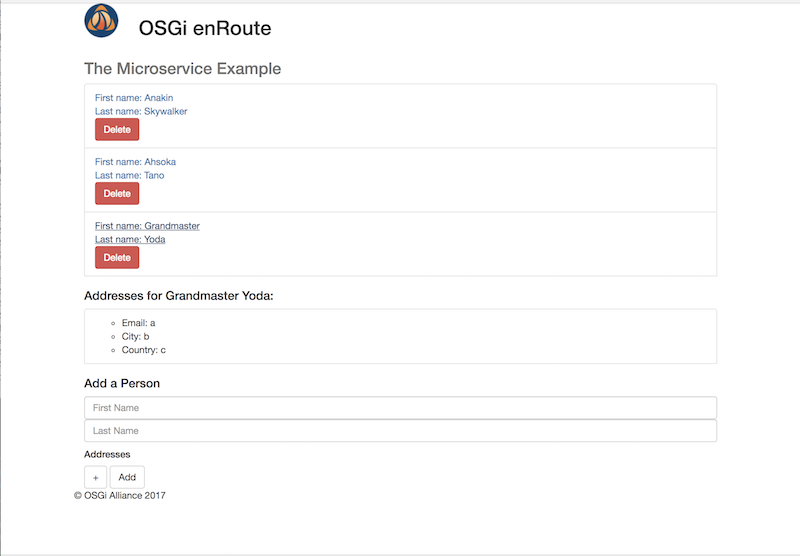 OSGi enRoute
The Microservice Example
First name: Anakin
Last name: Skywalker
Delete
First name: Ahsoka
Last name: Tano
Delete
First name: Grandmaster
Last name: Yoda
Delete
Addresses for Grandmaster Yoda:
Email: a
City: b
Country: c
Add a Person
First Name
Last Name
Addresses
+ Add
© OSGi Alliance 2017